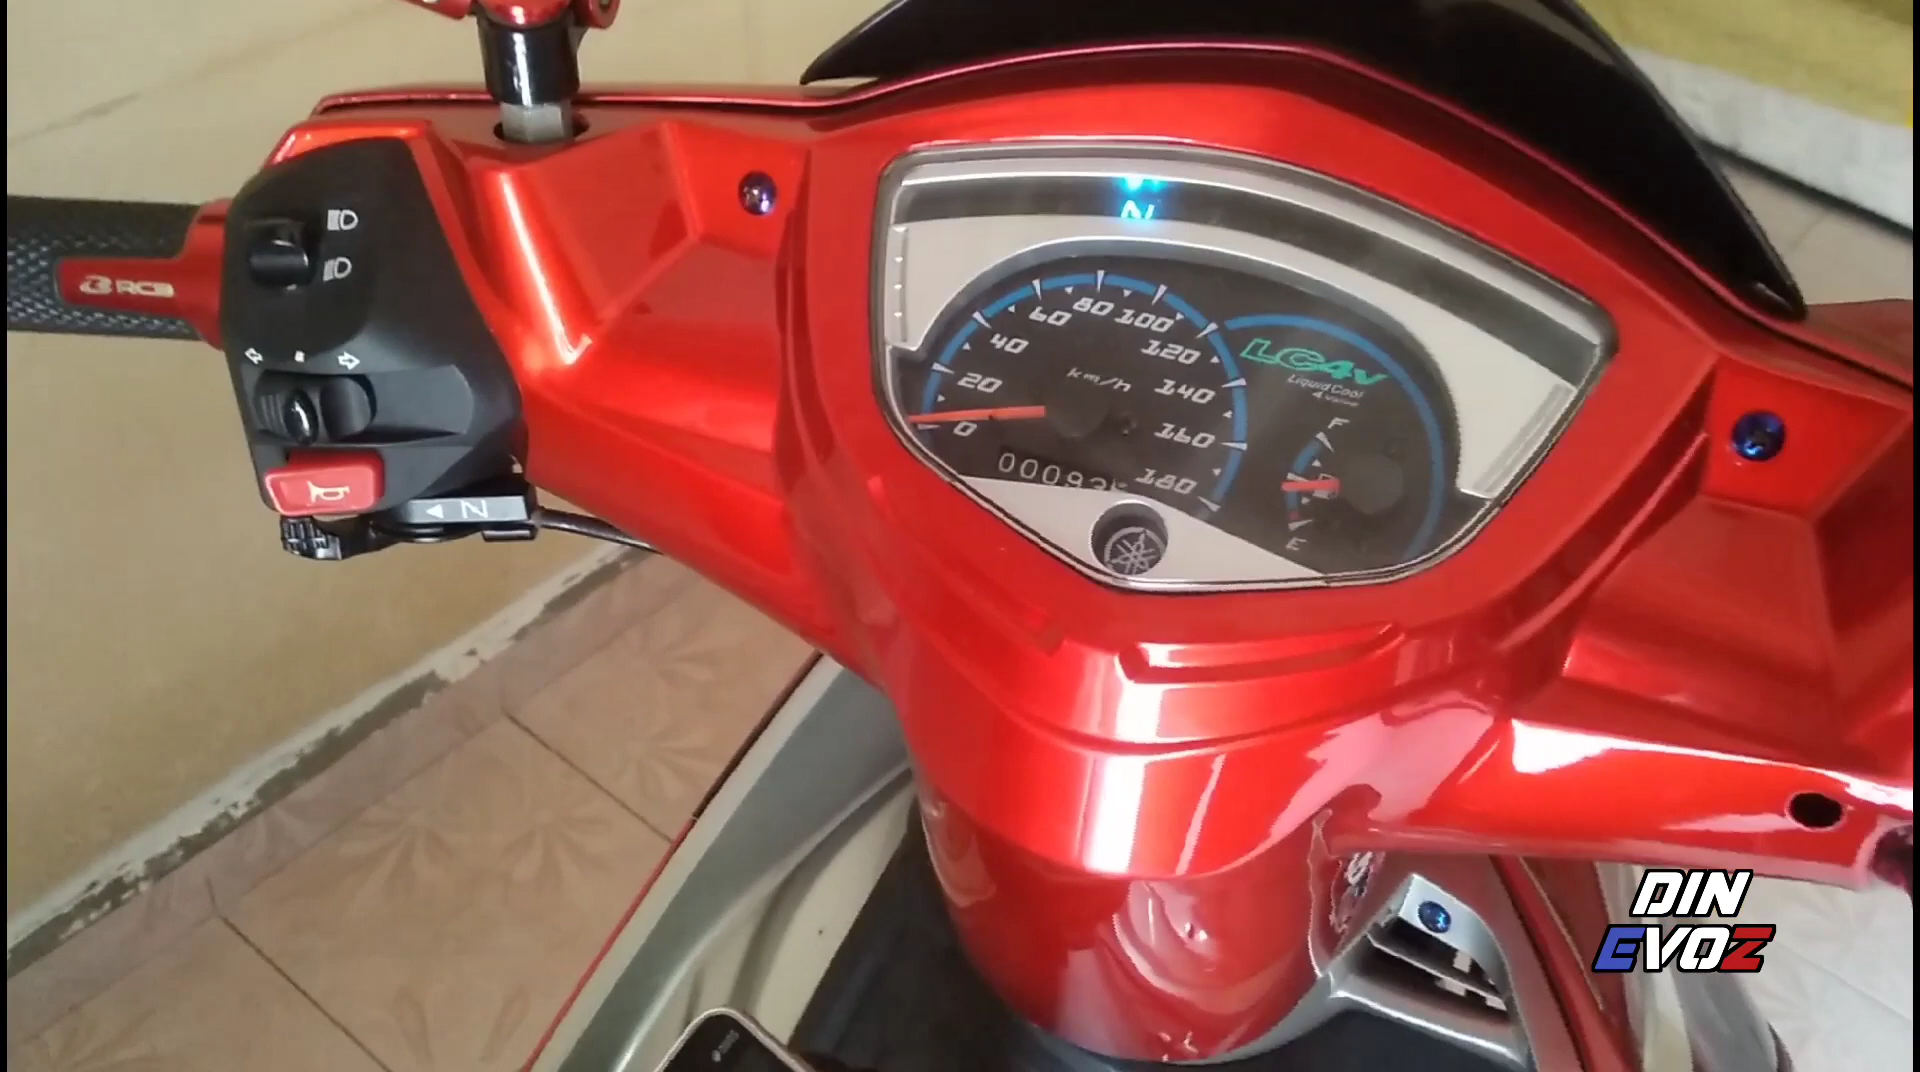 RCB
N
0
20
40
60
80
100
120
140
160
180
km/h
LC4V
Liquid Cool
4 Valve
F
E
N
DIN
EVOZ